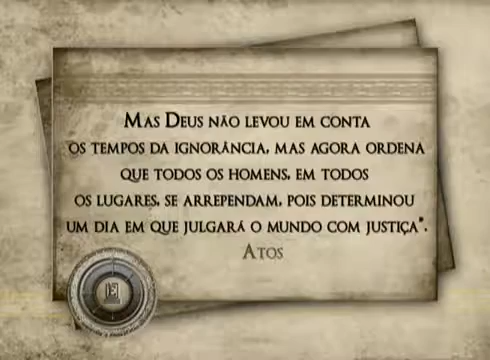 Mas Deus não levou em conta
os tempos da ignorância, mas agora ordena
que todos os homens, em todos
os lugares, se arrependam, pois determinou
um dia em que julgará o mundo com justiça".
Atos